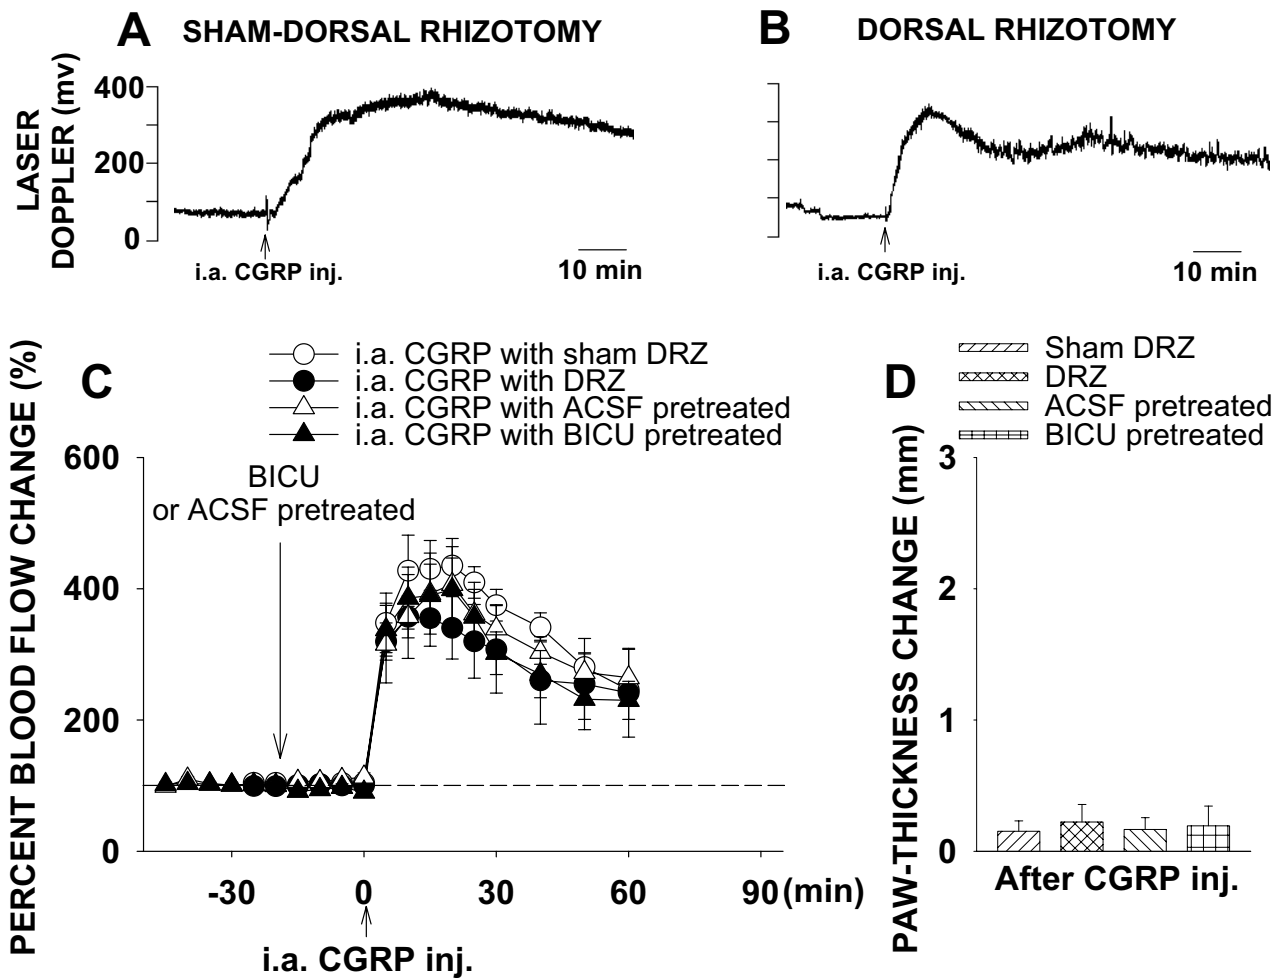 A SHAM-DORSAL RHIZOTOMY
LASER
DOPPLER (mv)
400
200
0
i.a. CGRP inj.
10 min
B DORSAL RHIZOTOMY
i.a. CGRP inj.
10 min
C
i.a. CGRP with sham DRZ
i.a. CGRP with DRZ
i.a. CGRP with ACSF pretreated
i.a. CGRP with BICU pretreated
PERCENT BLOOD FLOW CHANGE (%)
600
400
200
0
BICU
or ACSF pretreated
-30 0 30 60 90 (min)
i.a. CGRP inj.
D
Sham DRZ
DRZ
ACSF pretreated
BICU pretreated
PAW-THICKNESS CHANGE (mm)
3
2
1
0
After CGRP inj.